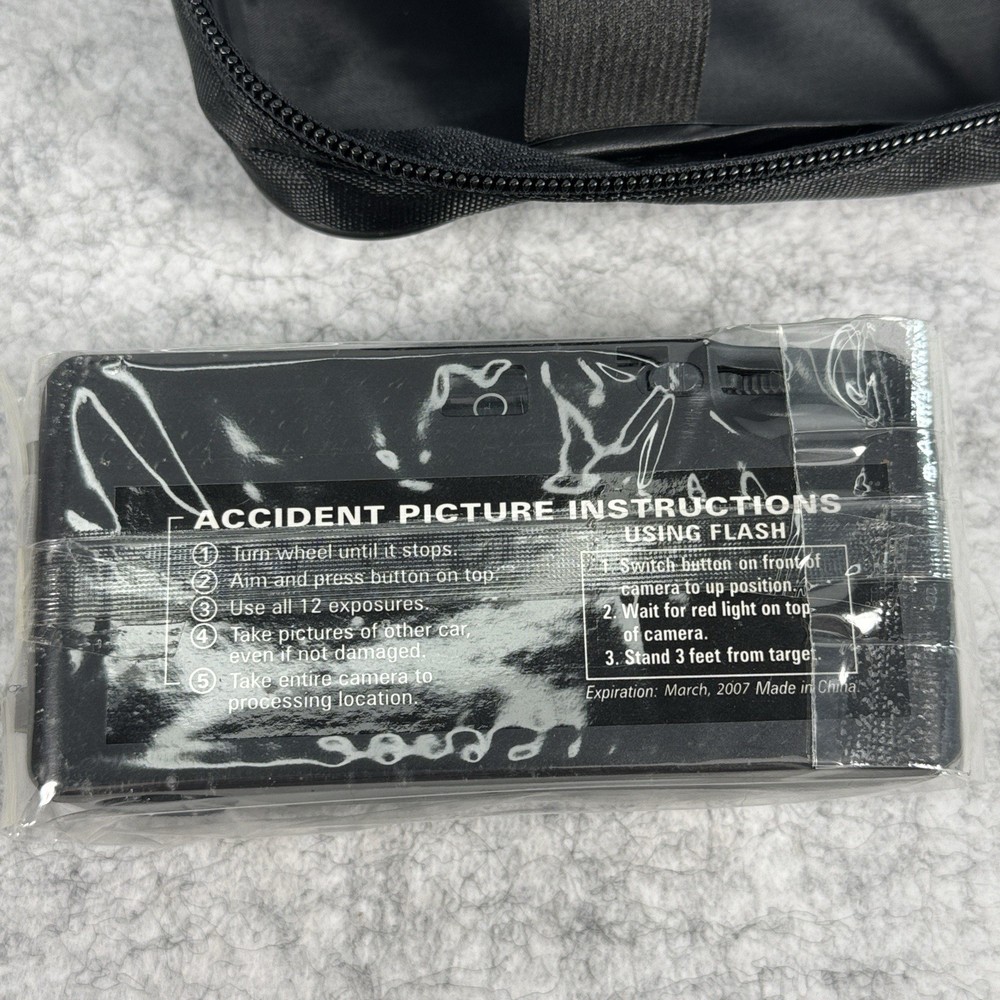 ACCIDENT PICTURE INSTRUCTIONS
1 Turn wheel until it stops.
2 Aim and press button on top.
3 Use all 12 exposures.
4 Take pictures of other car,
even if not damaged.
5 Take entire camera to
processing location.
USING FLASH
1. Switch button on front of
camera to up position.
2. Wait for red light on top
of camera.
3. Stand 3 feet from target.
Expiration: March, 2007 Made in China.